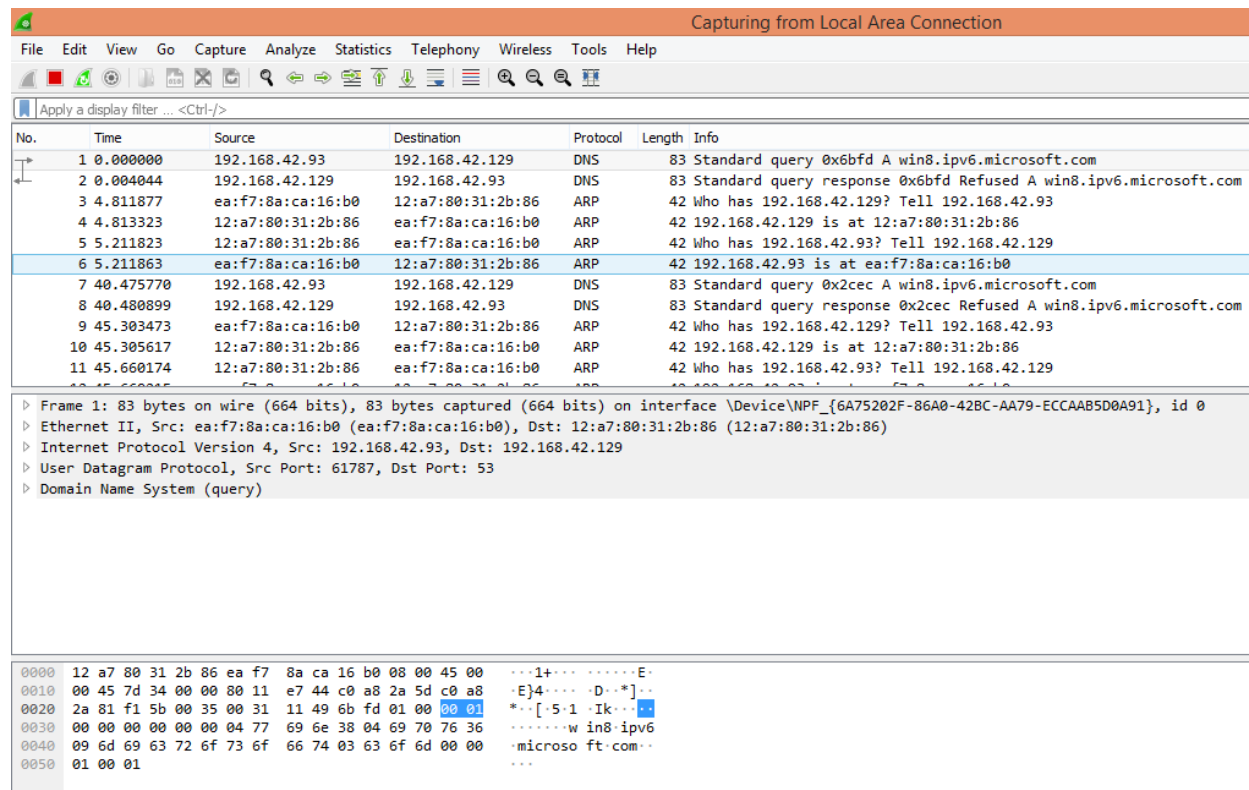 Capturing from Local Area Connection
File Edit View Go Capture Analyze Statistics Telephony Wireless Tools Help
Apply a display filter ... <Ctrl-/>
No. Time Source Destination Protocol Length Info
1 0.000000 192.168.42.93 192.168.42.129 DNS 83 Standard query 0x6bfd A win8.ipv6.microsoft.com
2 0.004044 192.168.42.129 192.168.42.93 DNS 83 Standard query response 0x6bfd Refused A win8.ipv6.microsoft.com
3 4.811877 ea:f7:8a:ca:16:b0 12:a7:80:31:2b:86 ARP 42 Who has 192.168.42.129? Tell 192.168.42.93
4 4.813323 12:a7:80:31:2b:86 ea:f7:8a:ca:16:b0 ARP 42 192.168.42.129 is at 12:a7:80:31:2b:86
5 5.211823 12:a7:80:31:2b:86 ea:f7:8a:ca:16:b0 ARP 42 Who has 192.168.42.93? Tell 192.168.42.129
6 5.211863 ea:f7:8a:ca:16:b0 12:a7:80:31:2b:86 ARP 42 192.168.42.93 is at ea:f7:8a:ca:16:b0
7 40.475770 192.168.42.93 192.168.42.129 DNS 83 Standard query 0x2cec A win8.ipv6.microsoft.com
8 40.480899 192.168.42.129 192.168.42.93 DNS 83 Standard query response 0x2cec Refused A win8.ipv6.microsoft.com
9 45.303473 ea:f7:8a:ca:16:b0 12:a7:80:31:2b:86 ARP 42 Who has 192.168.42.129? Tell 192.168.42.93
10 45.305617 12:a7:80:31:2b:86 ea:f7:8a:ca:16:b0 ARP 42 192.168.42.129 is at 12:a7:80:31:2b:86
11 45.660174 12:a7:80:31:2b:86 ea:f7:8a:ca:16:b0 ARP 42 Who has 192.168.42.93? Tell 192.168.42.129
Frame 1: 83 bytes on wire (664 bits), 83 bytes captured (664 bits) on interface \Device\NPF_{6A75202F-86A0-42BC-AA79-ECCAAB5D0A91}, id 0
Ethernet II, Src: ea:f7:8a:ca:16:b0 (ea:f7:8a:ca:16:b0), Dst: 12:a7:80:31:2b:86 (12:a7:80:31:2b:86)
Internet Protocol Version 4, Src: 192.168.42.93, Dst: 192.168.42.129
User Datagram Protocol, Src Port: 61787, Dst Port: 53
Domain Name System (query)
0000 12 a7 80 31 2b 86 ea f7 8a ca 16 b0 08 00 45 00 ···1+··· ······E·
0010 00 45 7d 34 00 00 80 11 e7 44 c0 a8 2a 5d c0 a8 ·E}4···· ·D··*]··
0020 2a 81 f1 5b 00 35 00 31 11 49 6b fd 01 00 00 01 *··[·5·1 ·Ik·····
0030 00 00 00 00 00 00 04 77 69 6e 38 04 69 70 76 36 ·······w in8·ipv6
0040 09 6d 69 63 72 6f 73 6f 66 74 03 63 6f 6d 00 00 ·microso ft·com··
0050 01 00 01 ···